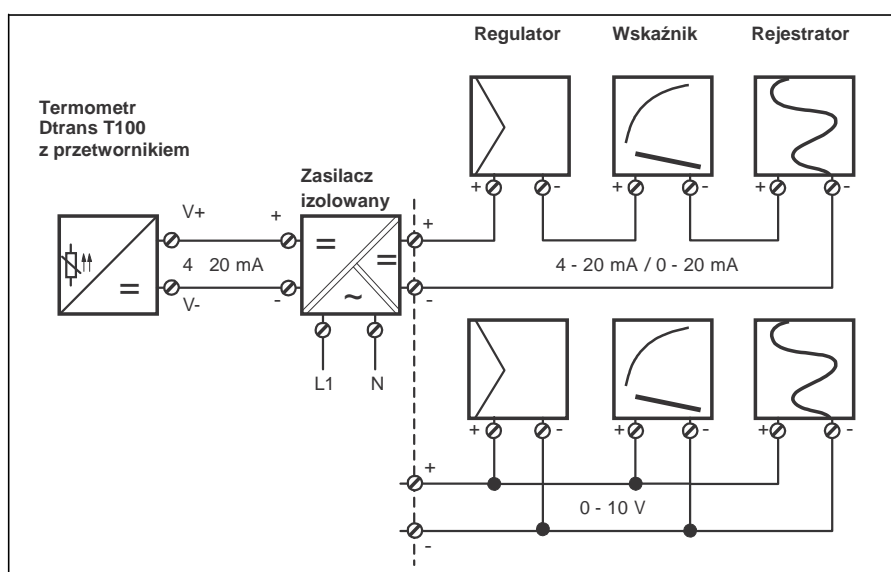 Regulator Wskaźnik Rejestrator
Termometr
Dtrans T100
z przetwornikiem
Zasilacz
izolowany
V+ +
4 20 mA
V- -
+
-
L1 N
+ - + - + -
4 - 20 mA / 0 - 20 mA
+ - + - + -
+
0 - 10 V
-